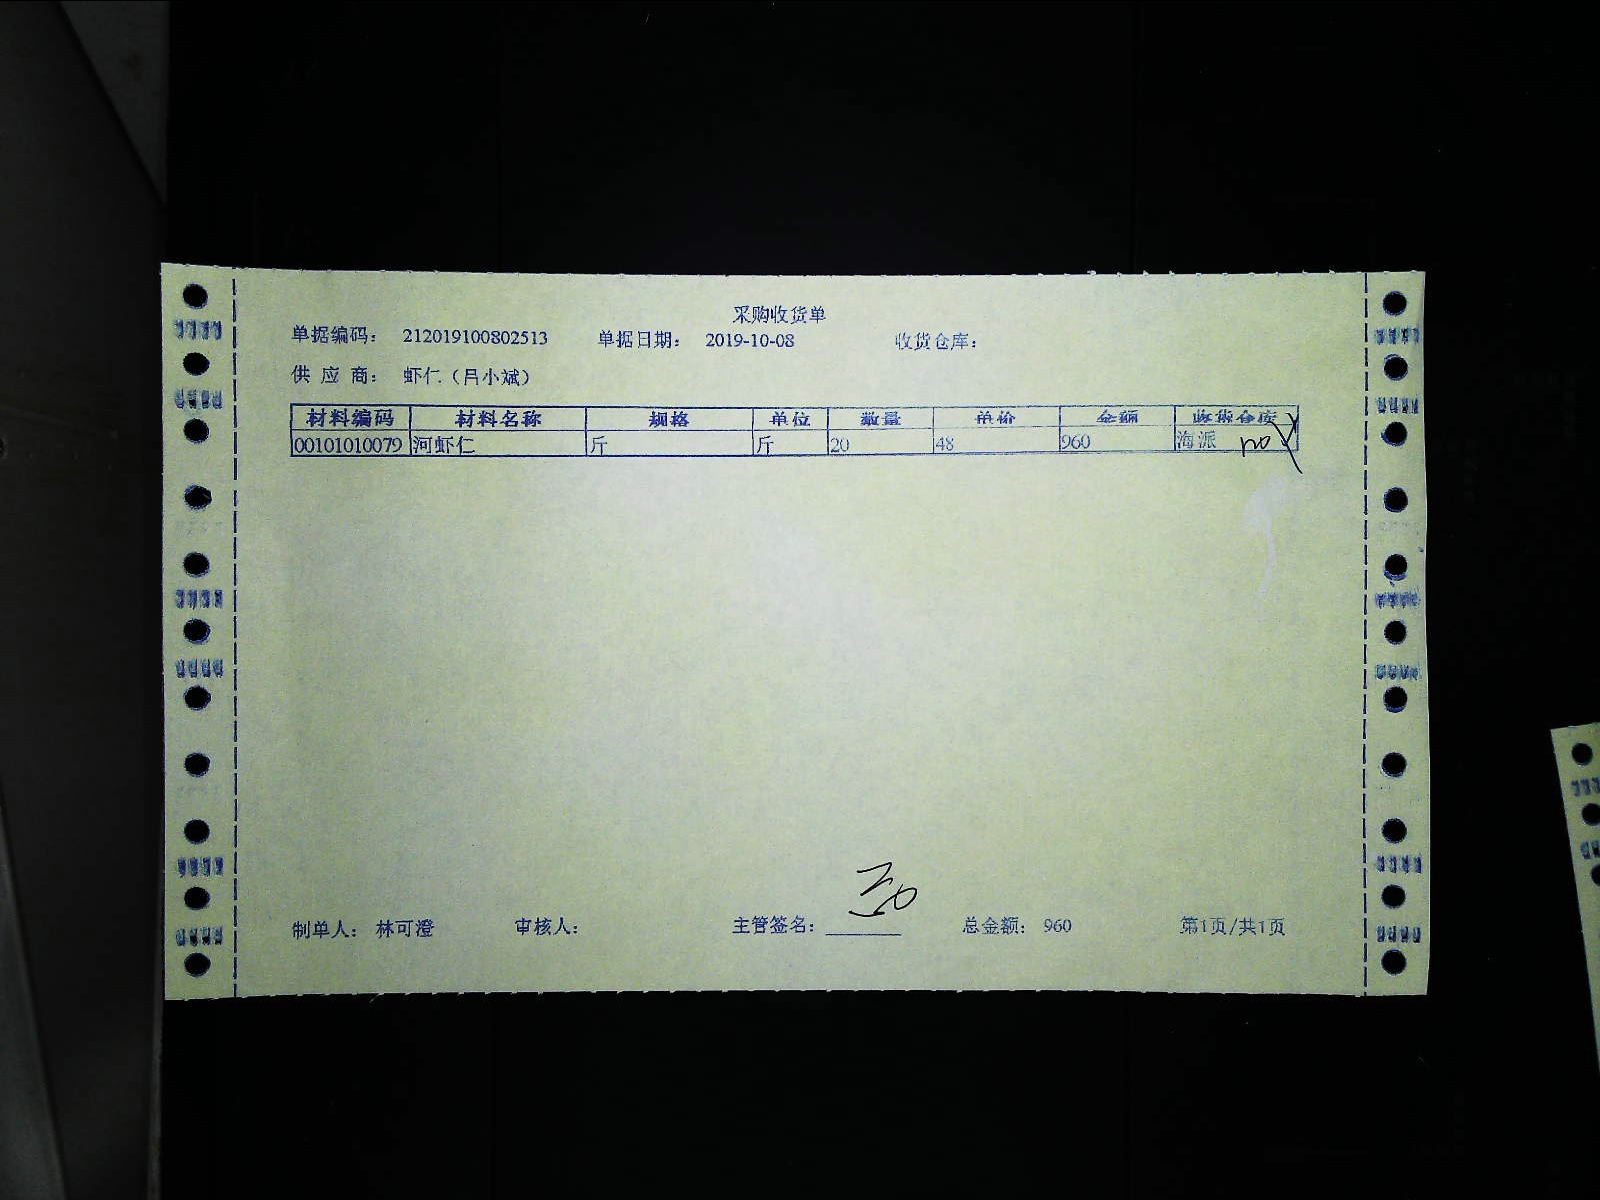 采购收货单
单据编码： 212019100802513 单据日期： 2019-10-08 收货仓库：
供 应 商： 虾仁（吕小斌）
材料编码 材料名称 规格 单位 数量 单价 金额 收货仓库
00101010079 河虾仁 斤 斤 20 48 960 海派
制单人： 林可澄 审核人： 主管签名： 总金额： 960 第1页/共1页